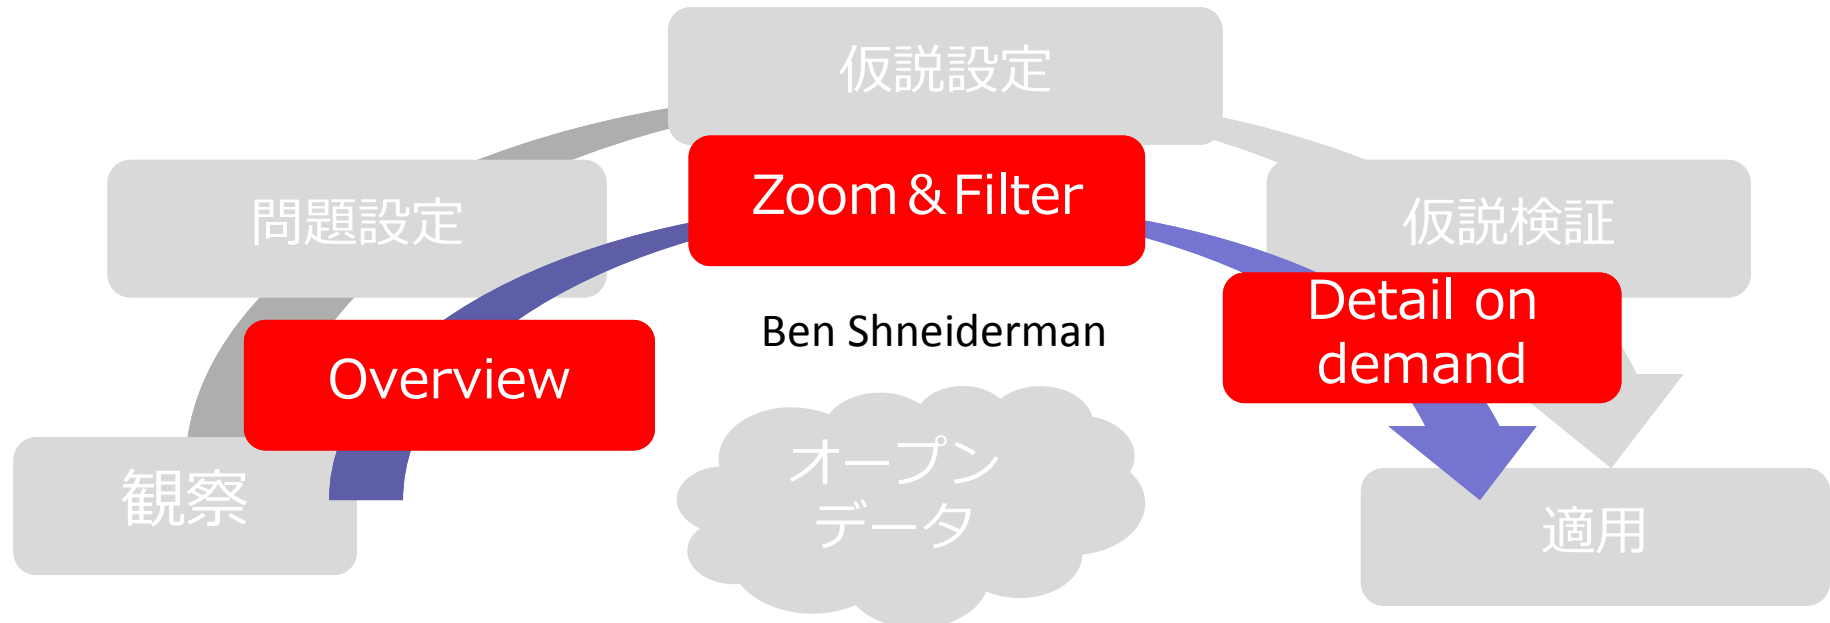 仮説設定
Zoom & Filter
問題設定
仮説検証
Detail on
demand
Ben Shneiderman
Overview
オープン
データ
観察
適用